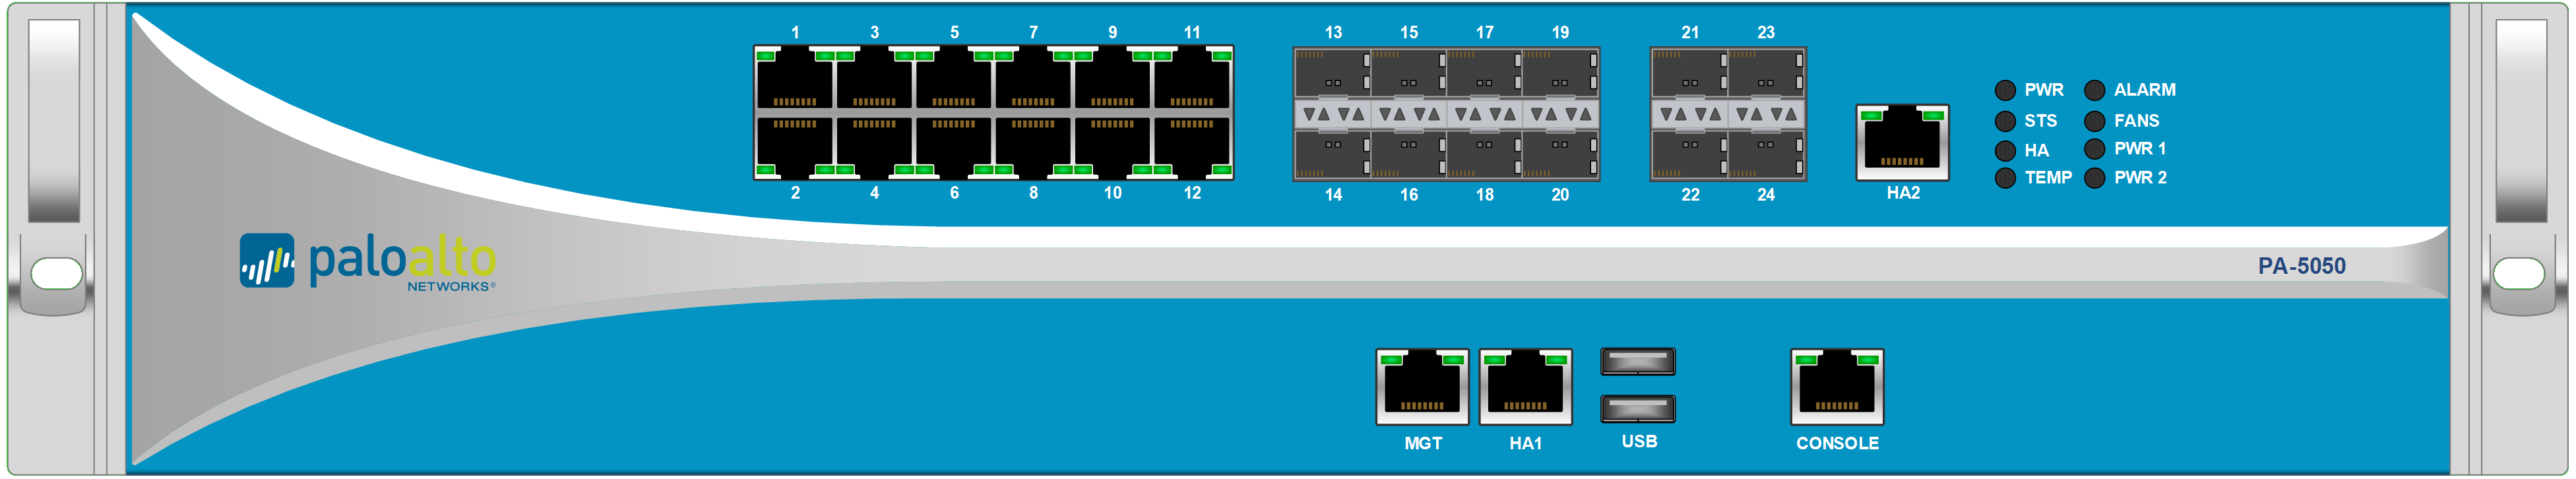 1 3 5 7 9 11 13 15 17 19 21 23
PWR ALARM
STS FANS
HA PWR 1
TEMP PWR 2
2 4 6 8 10 12 14 16 18 20 22 24 HA2
paloalto
NETWORKS®
PA-5050
MGT HA1 USB CONSOLE